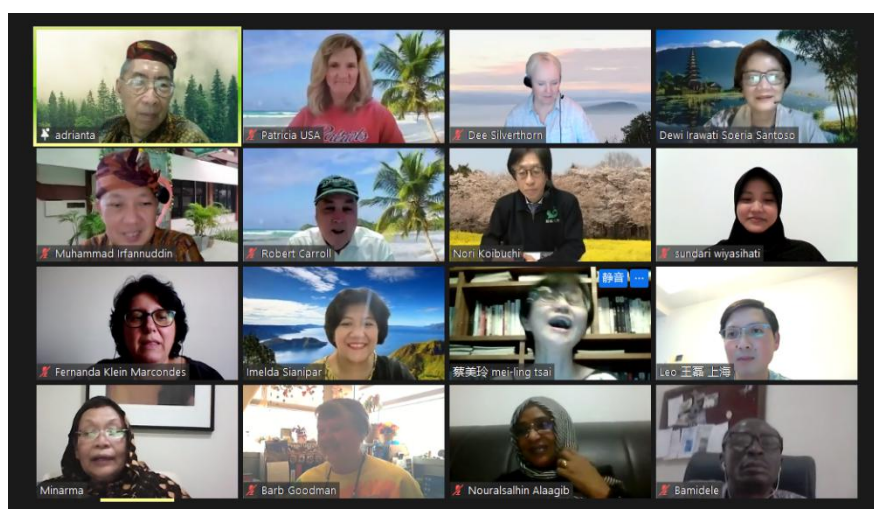 adrianta
Patricia USA
Dee Silverthorn
Dewi Irawati Soeria Santoso
Muhammad Irfannuddin
Robert Carroll
Nori Koibuchi
sundari wiyasihati
静音 ...
Fernanda Klein Marcondes
Imelda Sianipar
蔡美玲 mei-ling tsai
Leo 王磊 上海
Minarma
Barb Goodman
Nouralsalhin Alaagib
Bamidele